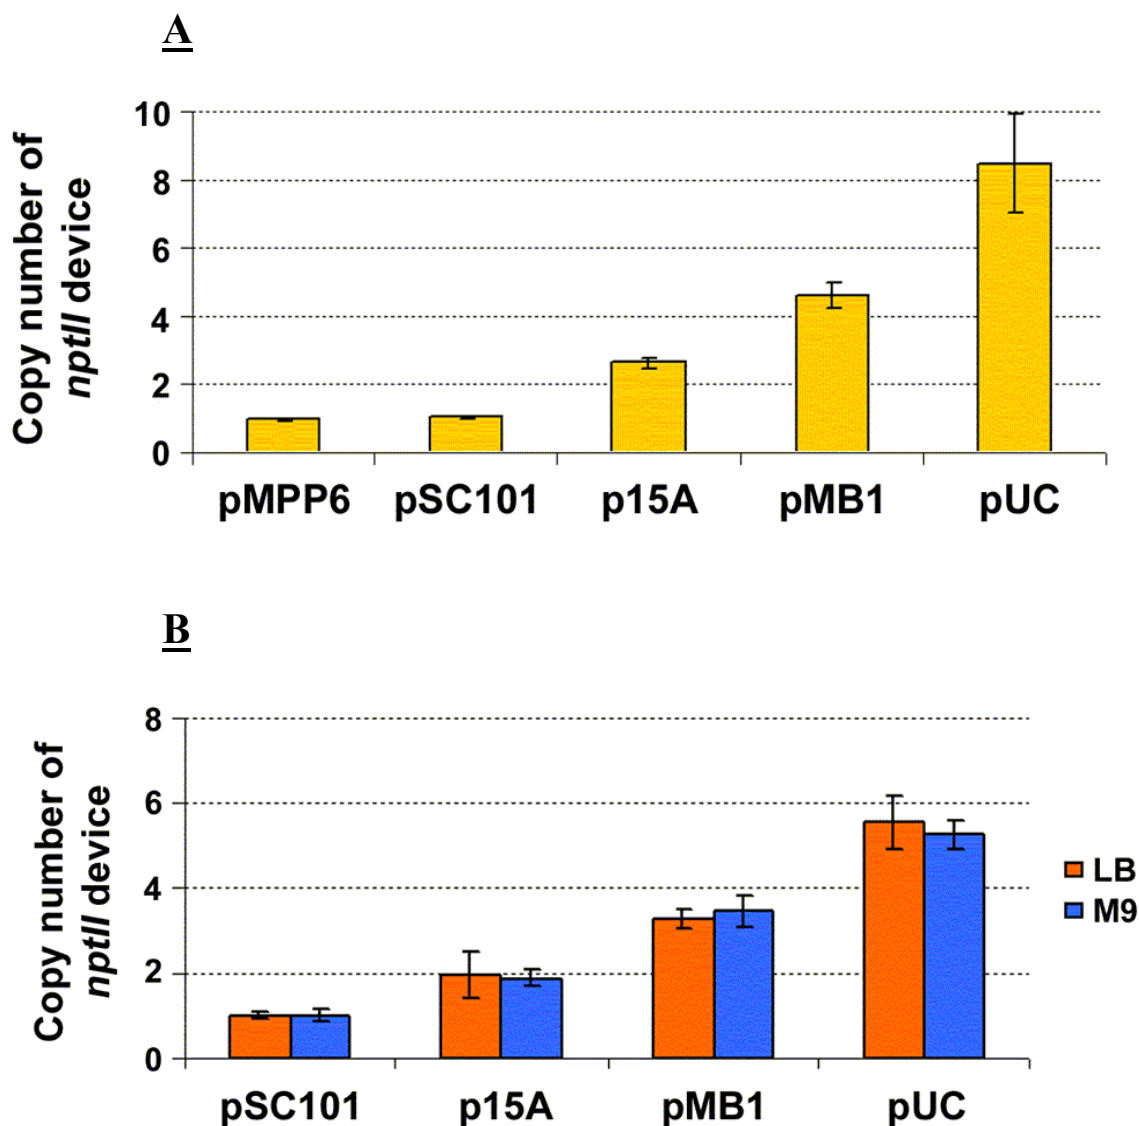 A
Copy number of
nptII device
10
8
6
4
2
0
pMPP6 pSC101 p15A pMB1 pUC
B
Copy number of
nptII device
8
6
4
2
0
pSC101 p15A pMB1 pUC
LB
M9